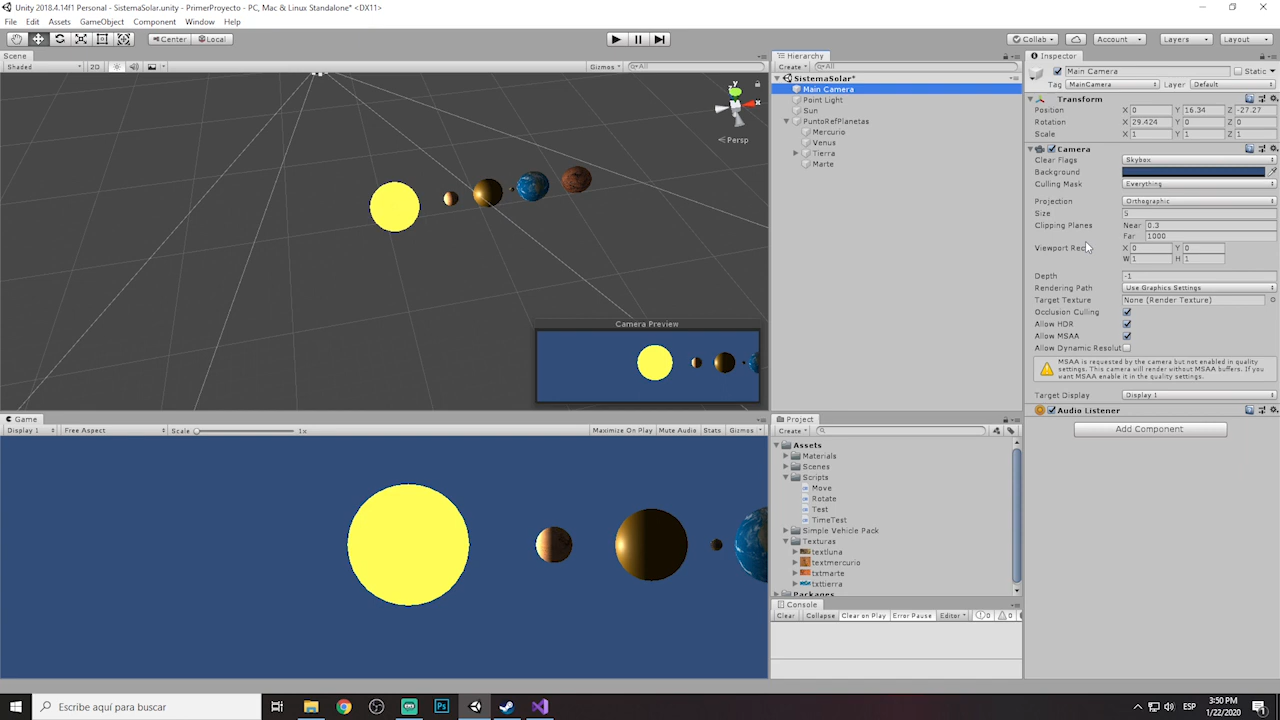 Unity 2018.4.14f1 Personal - SistemaSolar.unity - PrimerProyecto - PC, Mac & Linux Standalone* <DX11>
File Edit Assets GameObject Component Window Help
Center Local
Collab Account Layers Layout
Scene
Shaded 2D Gizmos All
y
x
Persp
Camera Preview
Hierarchy
Create All
SistemaSolar*
Main Camera
Point Light
Sun
PuntoRefPlanetas
Mercurio
Venus
Tierra
Marte
Inspector
Main Camera Static
Tag MainCamera Layer Default
Transform
Position X 0 Y 16.34 Z -27.27
Rotation X 29.424 Y 0 Z 0
Scale X 1 Y 1 Z 1
Camera
Clear Flags Skybox
Background
Culling Mask Everything
Projection Orthographic
Size 5
Clipping Planes Near 0.3
Far 1000
Viewport Rec X 0 Y 0
W 1 H 1
Depth -1
Rendering Path Use Graphics Settings
Target Texture None (Render Texture)
Occlusion Culling
Allow HDR
Allow MSAA
Allow Dynamic Resolut
MSAA is requested by the camera but not enabled in quality
settings. This camera will render without MSAA buffers. If you
want MSAA enable it in the quality settings.
Target Display Display 1
Audio Listener
Add Component
Game
Display 1 Free Aspect Scale 1x Maximize On Play Mute Audio Stats Gizmos
Project
Create
Assets
Materials
Scenes
Scripts
Move
Rotate
Test
TimeTest
Simple Vehicle Pack
Texturas
textluna
textmercurio
txtmarte
txttierra
Packages
Console
Clear Collapse Clear on Play Error Pause Editor 0 0
Escribe aquí para buscar
ESP
3:50 PM
1/22/2020